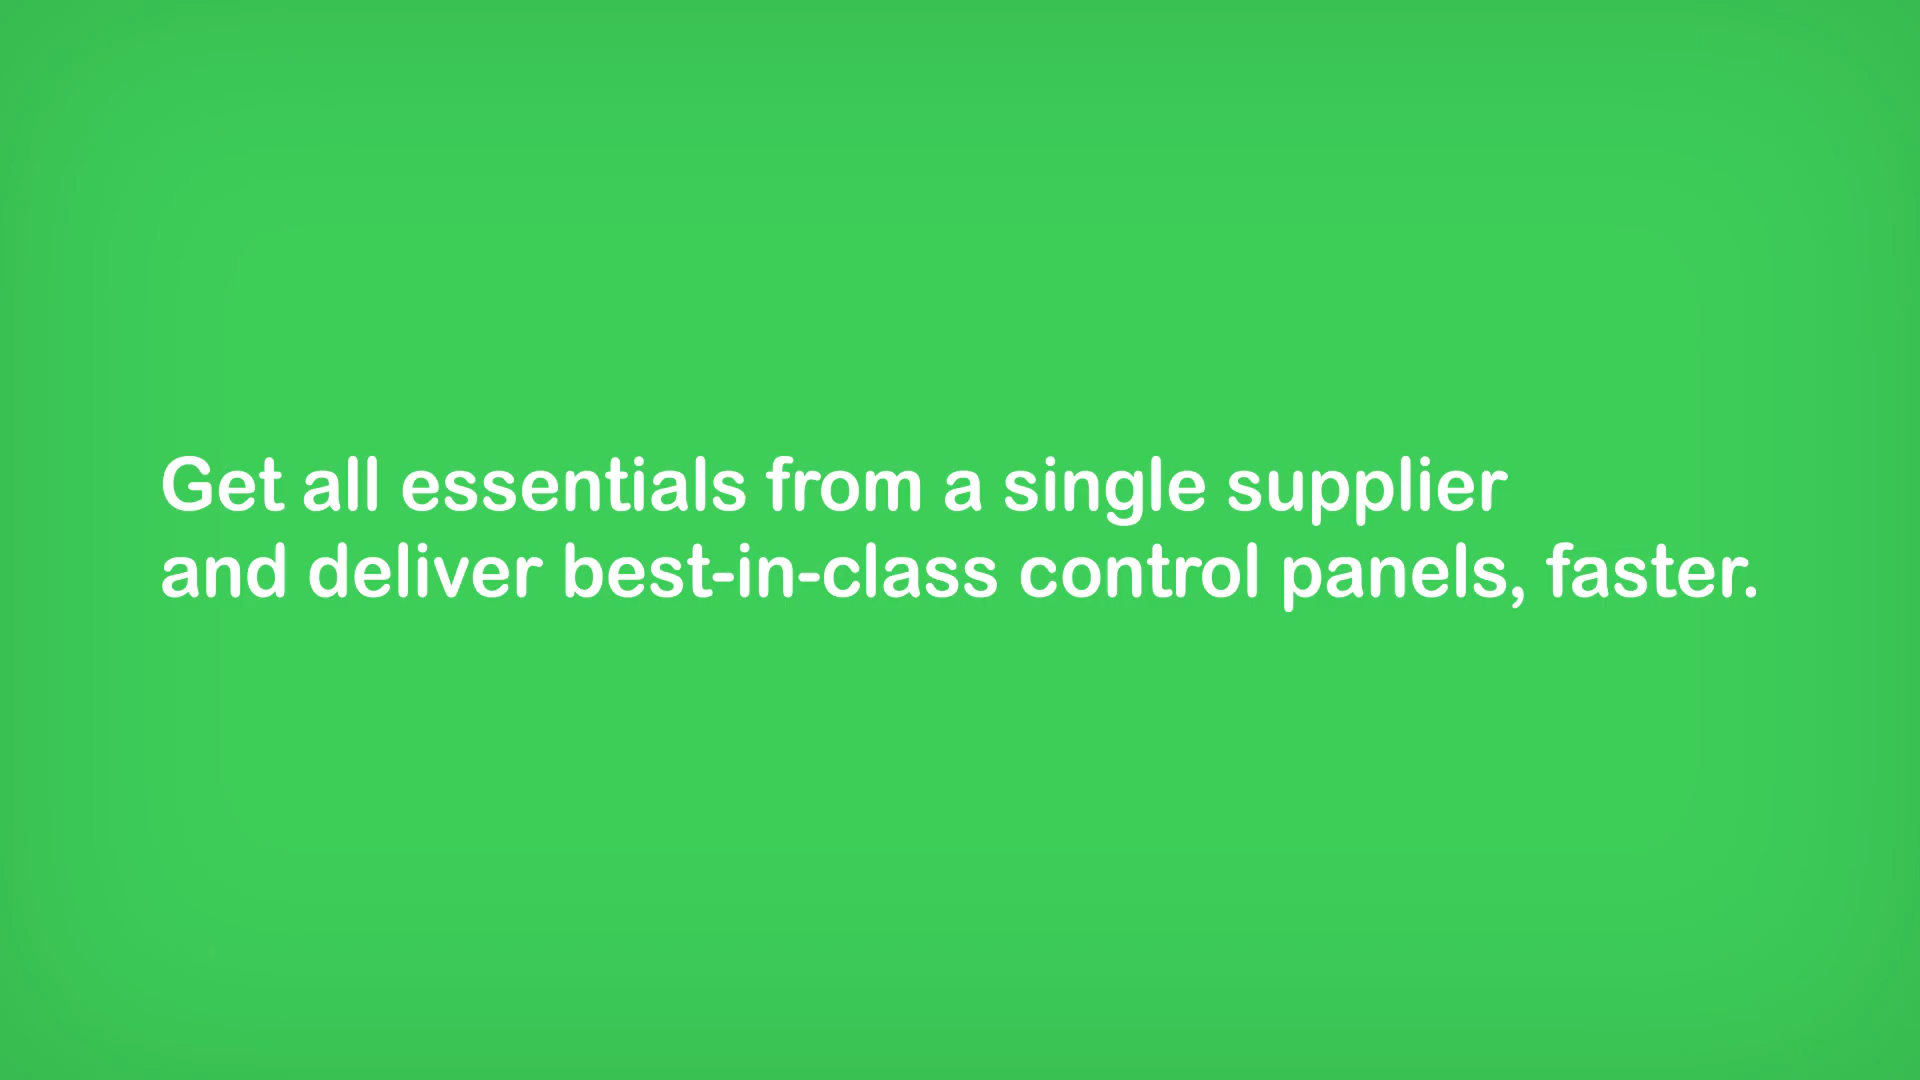 Get all essentials from a single supplier
and deliver best-in-class control panels, faster.